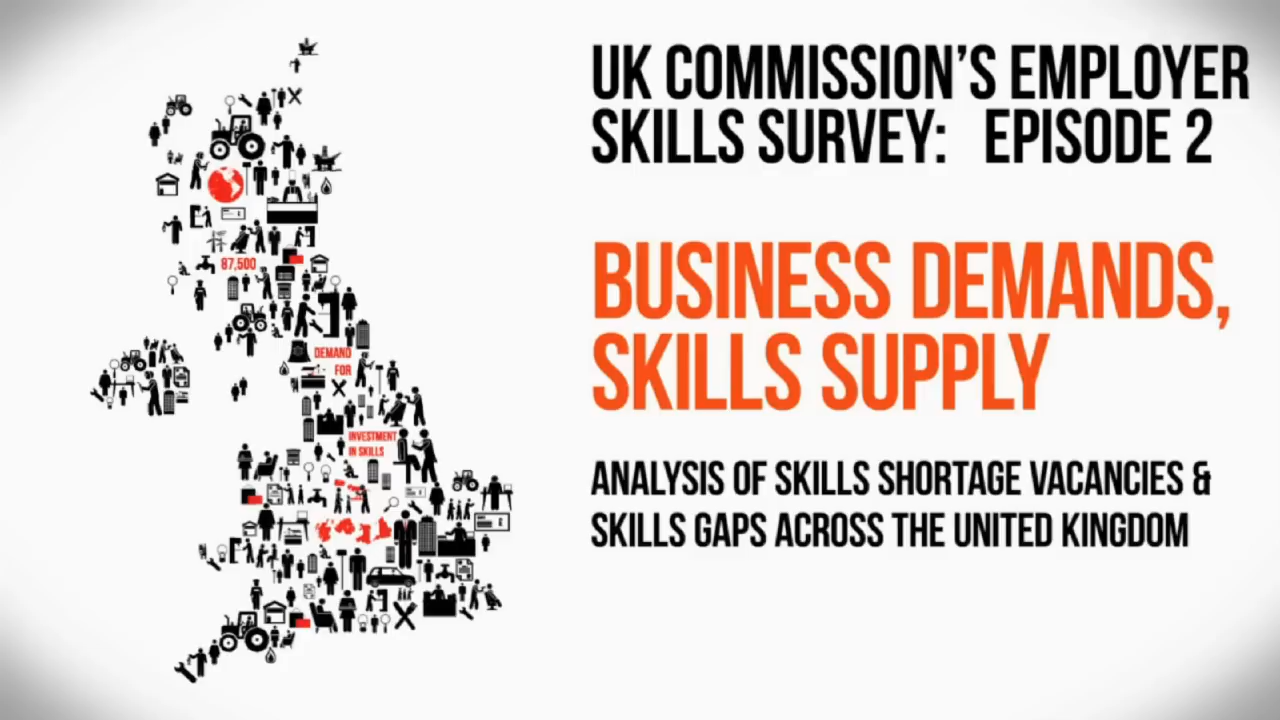 UK COMMISSION'S EMPLOYER
SKILLS SURVEY: EPISODE 2
BUSINESS DEMANDS,
SKILLS SUPPLY
ANALYSIS OF SKILLS SHORTAGE VACANCIES &
SKILLS GAPS ACROSS THE UNITED KINGDOM
87,500
DEMAND
FOR
INVESTMENT
IN SKILLS